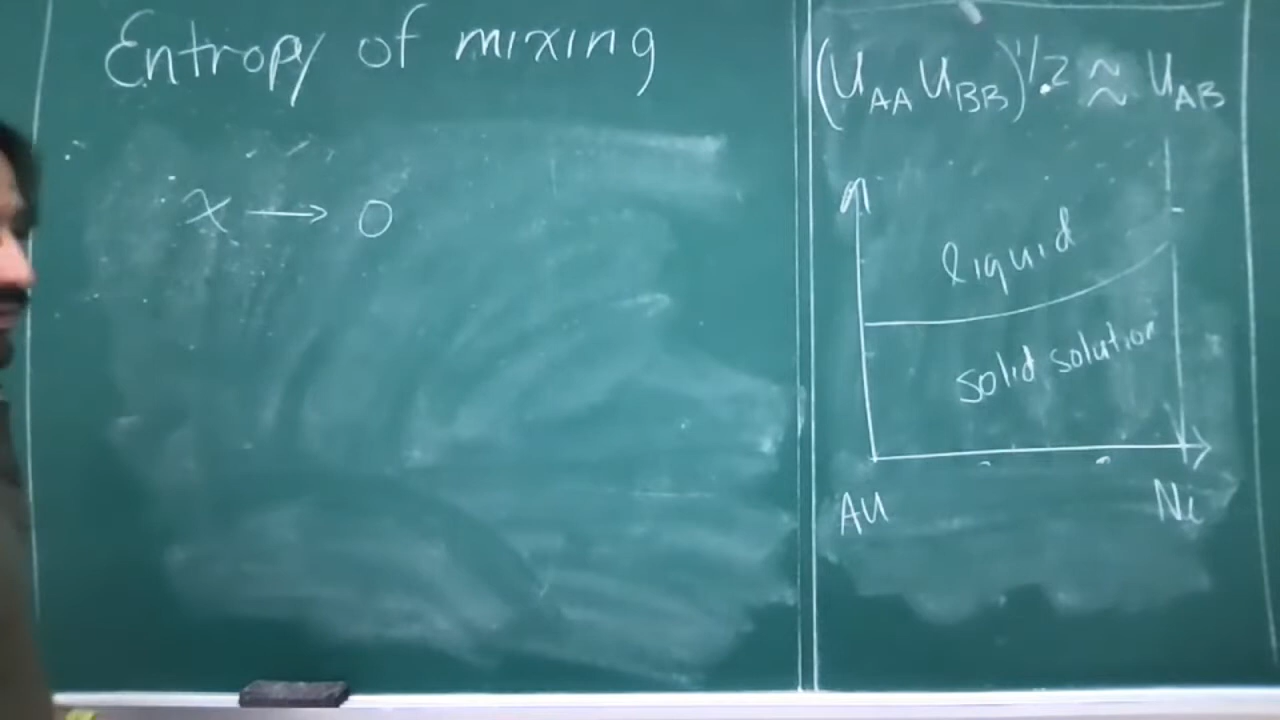 Entropy of mixing
x → 0
(U_AA U_BB)^1/2 ≈ U_AB
liquid
solid solution
Au Ni